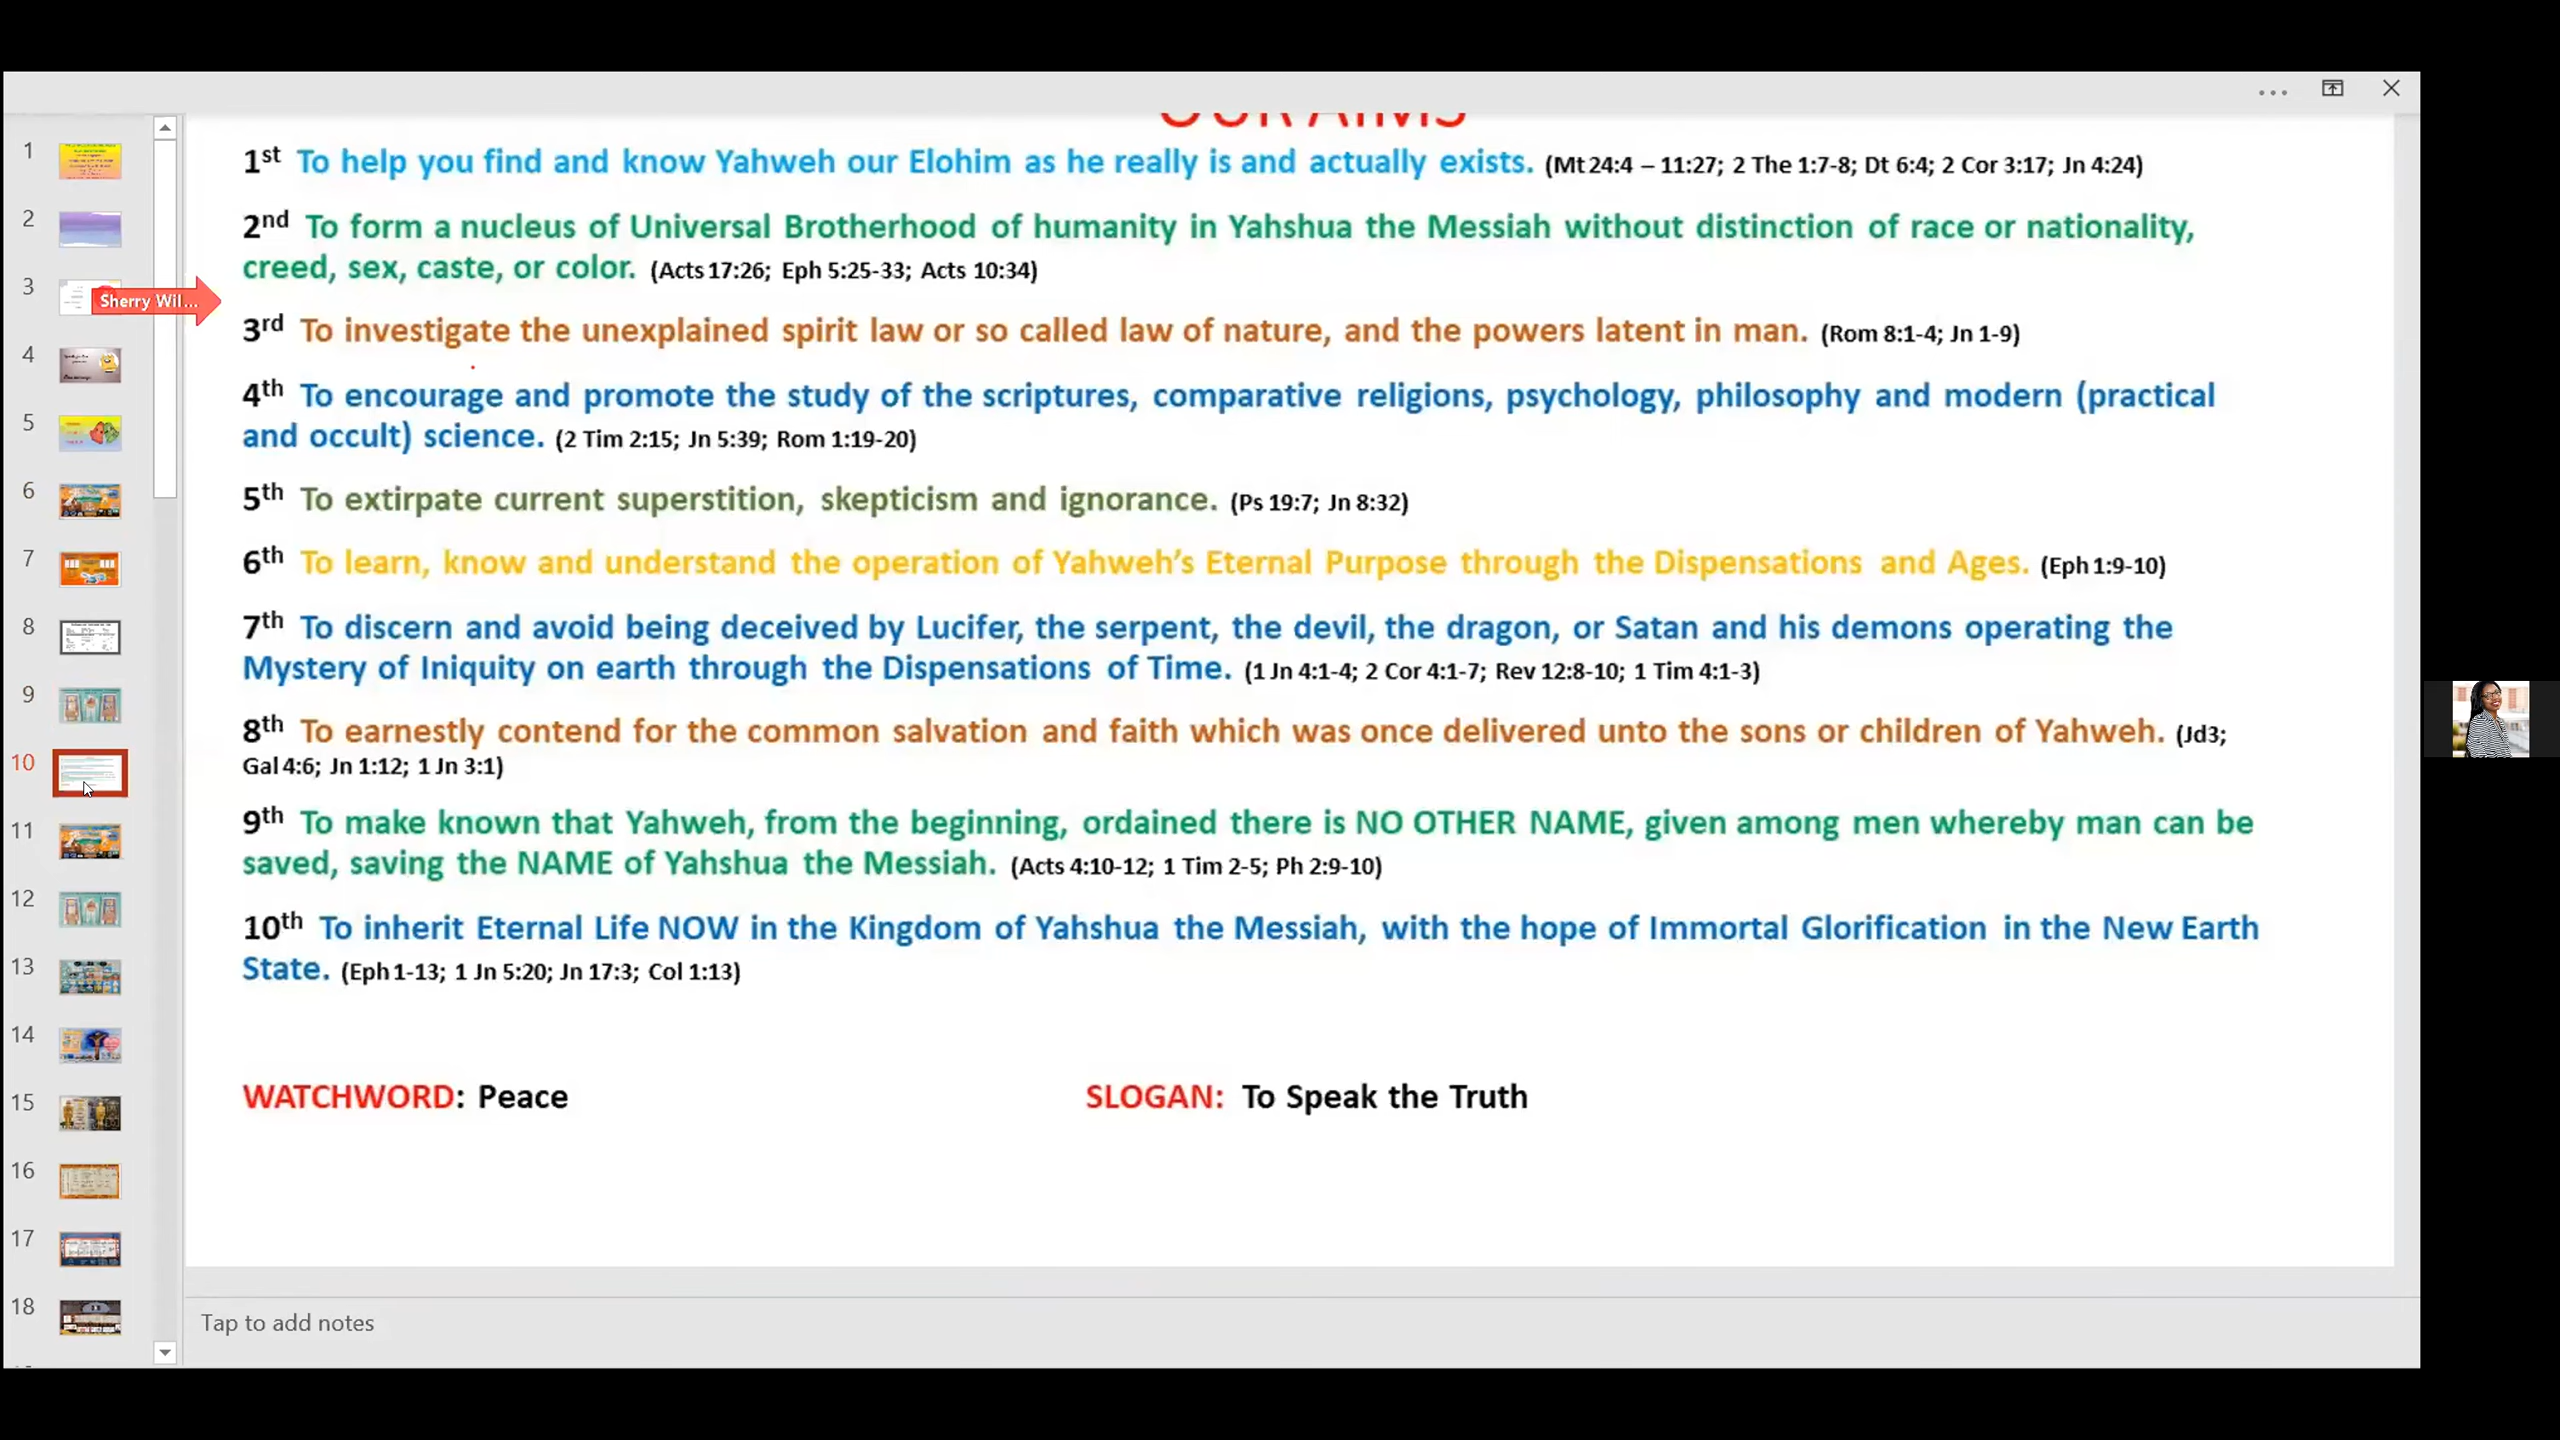 OUR AIMS
1st To help you find and know Yahweh our Elohim as he really is and actually exists. (Mt 24:4 – 11:27; 2 The 1:7-8; Dt 6:4; 2 Cor 3:17; Jn 4:24)
2nd To form a nucleus of Universal Brotherhood of humanity in Yahshua the Messiah without distinction of race or nationality,
creed, sex, caste, or color. (Acts 17:26; Eph 5:25-33; Acts 10:34)
3rd To investigate the unexplained spirit law or so called law of nature, and the powers latent in man. (Rom 8:1-4; Jn 1-9)
4th To encourage and promote the study of the scriptures, comparative religions, psychology, philosophy and modern (practical
and occult) science. (2 Tim 2:15; Jn 5:39; Rom 1:19-20)
5th To extirpate current superstition, skepticism and ignorance. (Ps 19:7; Jn 8:32)
6th To learn, know and understand the operation of Yahweh's Eternal Purpose through the Dispensations and Ages. (Eph 1:9-10)
7th To discern and avoid being deceived by Lucifer, the serpent, the devil, the dragon, or Satan and his demons operating the
Mystery of Iniquity on earth through the Dispensations of Time. (1 Jn 4:1-4; 2 Cor 4:1-7; Rev 12:8-10; 1 Tim 4:1-3)
8th To earnestly contend for the common salvation and faith which was once delivered unto the sons or children of Yahweh. (Jd3;
Gal 4:6; Jn 1:12; 1 Jn 3:1)
9th To make known that Yahweh, from the beginning, ordained there is NO OTHER NAME, given among men whereby man can be
saved, saving the NAME of Yahshua the Messiah. (Acts 4:10-12; 1 Tim 2-5; Ph 2:9-10)
10th To inherit Eternal Life NOW in the Kingdom of Yahshua the Messiah, with the hope of Immortal Glorification in the New Earth
State. (Eph 1-13; 1 Jn 5:20; Jn 17:3; Col 1:13)
WATCHWORD: Peace
SLOGAN: To Speak the Truth
Tap to add notes
Sherry Wil...
1
2
3
4
5
6
7
8
9
10
11
12
13
14
15
16
17
18